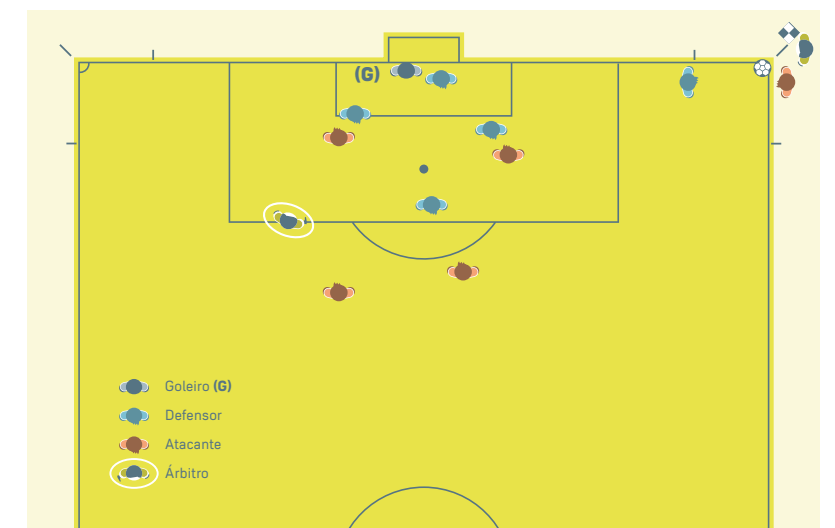 (G)
Goleiro (G)
Defensor
Atacante
Árbitro